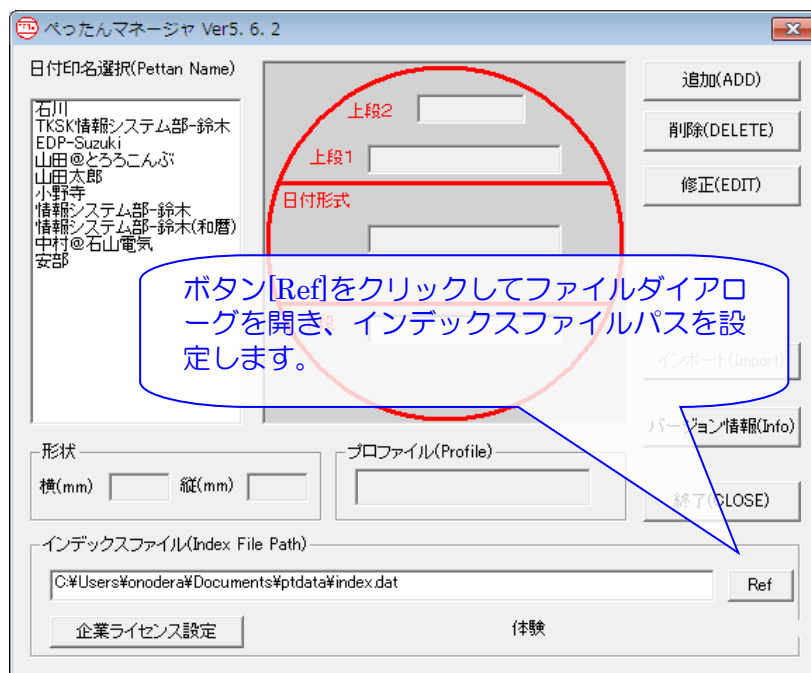 ぺったんマネージャ Ver5. 6. 2
日付印名選択(Pettan Name)
石川
TKSK情報システム部-鈴木
EDP-Suzuki
山田@とろろこんぶ
山田太郎
小野寺
情報システム部-鈴木
情報システム部-鈴木(和暦)
中村@石山電気
安部
上段2
上段1
日付形式
段
追加(ADD)
削除(DELETE)
修正(EDIT)
ボタン[Ref]をクリックしてファイルダイアロ
ーグを開き、インデックスファイルパスを設
定します。
インポート(Import)
バージョン情報(Info)
終了(CLOSE)
形状
横(mm)
縦(mm)
プロファイル(Profile)
インデックスファイル(Index File Path)
C:¥Users¥onodera¥Documents¥ptdata¥index.dat
Ref
企業ライセンス設定
体験